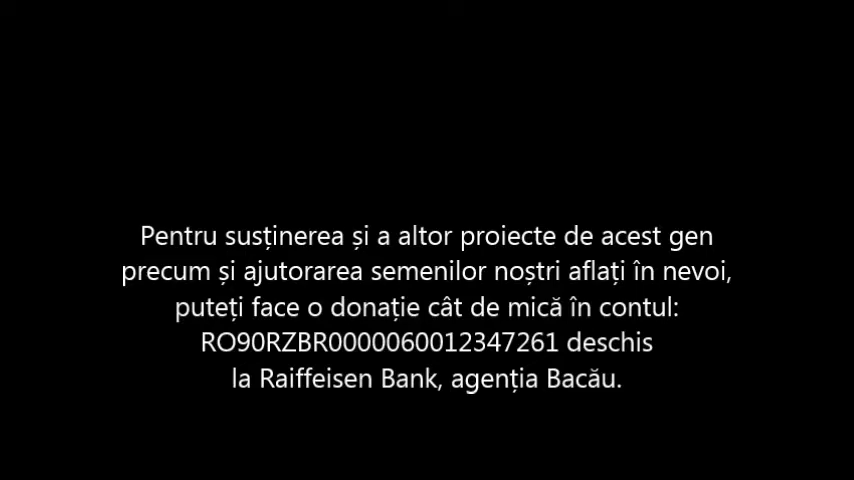 Pentru susținerea și a altor proiecte de acest gen
precum și ajutorarea semenilor noștri aflați în nevoi,
puteți face o donație cât de mică în contul:
RO90RZBR0000060012347261 deschis
la Raiffeisen Bank, agenția Bacău.